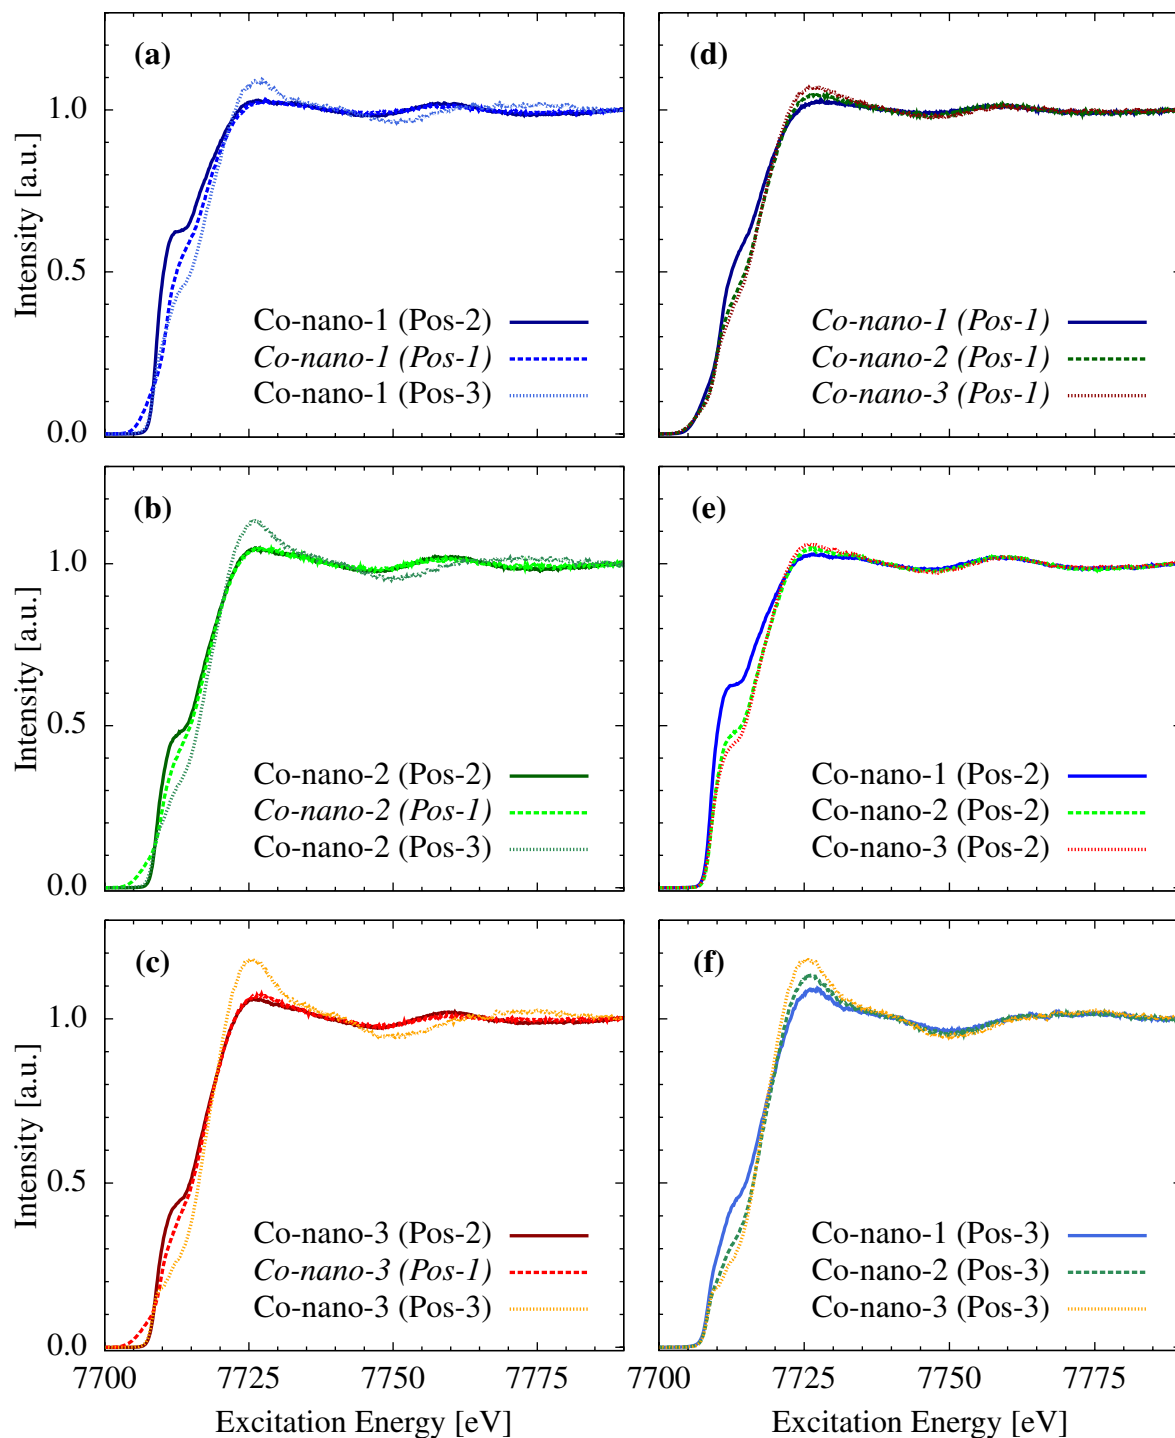 (a)
Intensity [a.u.]
1.0
0.5
0.0
Co-nano-1 (Pos-2)
Co-nano-1 (Pos-1)
Co-nano-1 (Pos-3)
(d)
Co-nano-1 (Pos-1)
Co-nano-2 (Pos-1)
Co-nano-3 (Pos-1)
(b)
Intensity [a.u.]
1.0
0.5
0.0
Co-nano-2 (Pos-2)
Co-nano-2 (Pos-1)
Co-nano-2 (Pos-3)
(e)
Co-nano-1 (Pos-2)
Co-nano-2 (Pos-2)
Co-nano-3 (Pos-2)
(c)
Intensity [a.u.]
1.0
0.5
0.0
Co-nano-3 (Pos-2)
Co-nano-3 (Pos-1)
Co-nano-3 (Pos-3)
7700 7725 7750 7775
Excitation Energy [eV]
(f)
Co-nano-1 (Pos-3)
Co-nano-2 (Pos-3)
Co-nano-3 (Pos-3)
7700 7725 7750 7775
Excitation Energy [eV]